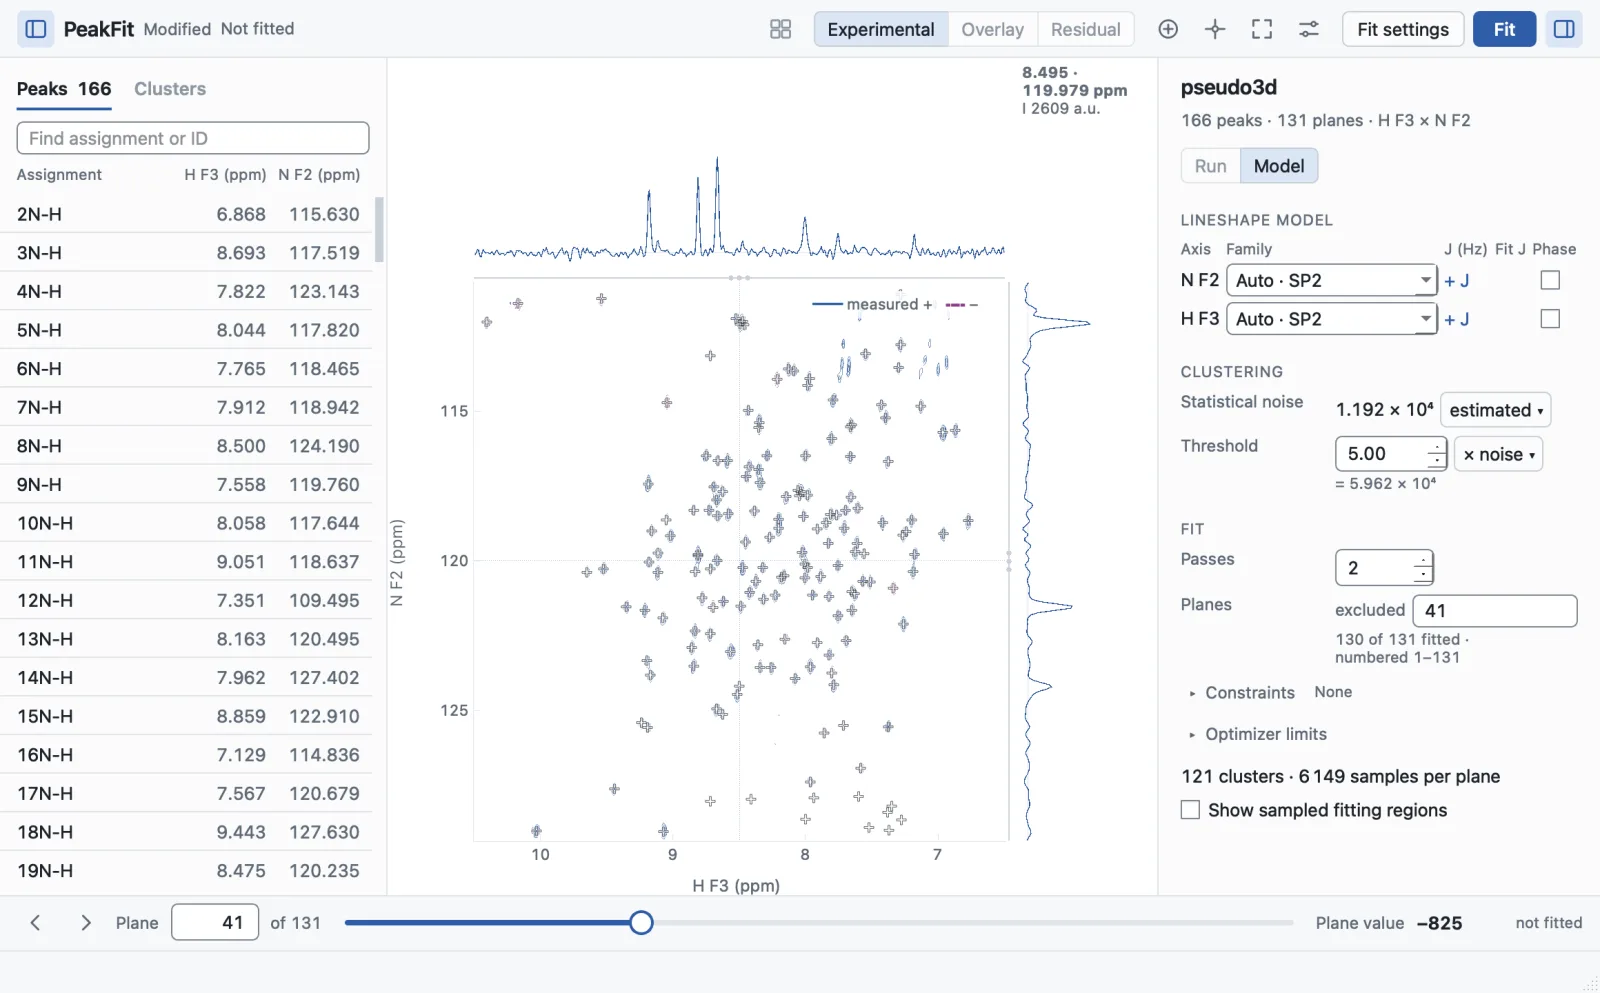 PeakFit Modified Not fitted
Experimental Overlay Residual
Fit settings Fit
Peaks 166 Clusters
Find assignment or ID
Assignment H F3 (ppm) N F2 (ppm)
2N-H 6.868 115.630
3N-H 8.693 117.519
4N-H 7.822 123.143
5N-H 8.044 117.820
6N-H 7.765 118.465
7N-H 7.912 118.942
8N-H 8.500 124.190
9N-H 7.558 119.760
10N-H 8.058 117.644
11N-H 9.051 118.637
12N-H 7.351 109.495
13N-H 8.163 120.495
14N-H 7.962 127.402
15N-H 8.859 122.910
16N-H 7.129 114.836
17N-H 7.567 120.679
18N-H 9.443 127.630
19N-H 8.475 120.235
8.495 ·
119.979 ppm
I 2609 a.u.
measured + −
115
120
125
N F2 (ppm)
10 9 8 7
H F3 (ppm)
pseudo3d
166 peaks · 131 planes · H F3 × N F2
Run Model
LINESHAPE MODEL
Axis Family J (Hz) Fit J Phase
N F2 Auto · SP2 + J
H F3 Auto · SP2 + J
CLUSTERING
Statistical noise 1.192 × 10⁴ estimated ▾
Threshold 5.00 × noise ▾
= 5.962 × 10⁴
FIT
Passes 2
Planes excluded 41
130 of 131 fitted ·
numbered 1–131
▸ Constraints None
▸ Optimizer limits
121 clusters · 6 149 samples per plane
Show sampled fitting regions
Plane 41 of 131 Plane value −825 not fitted